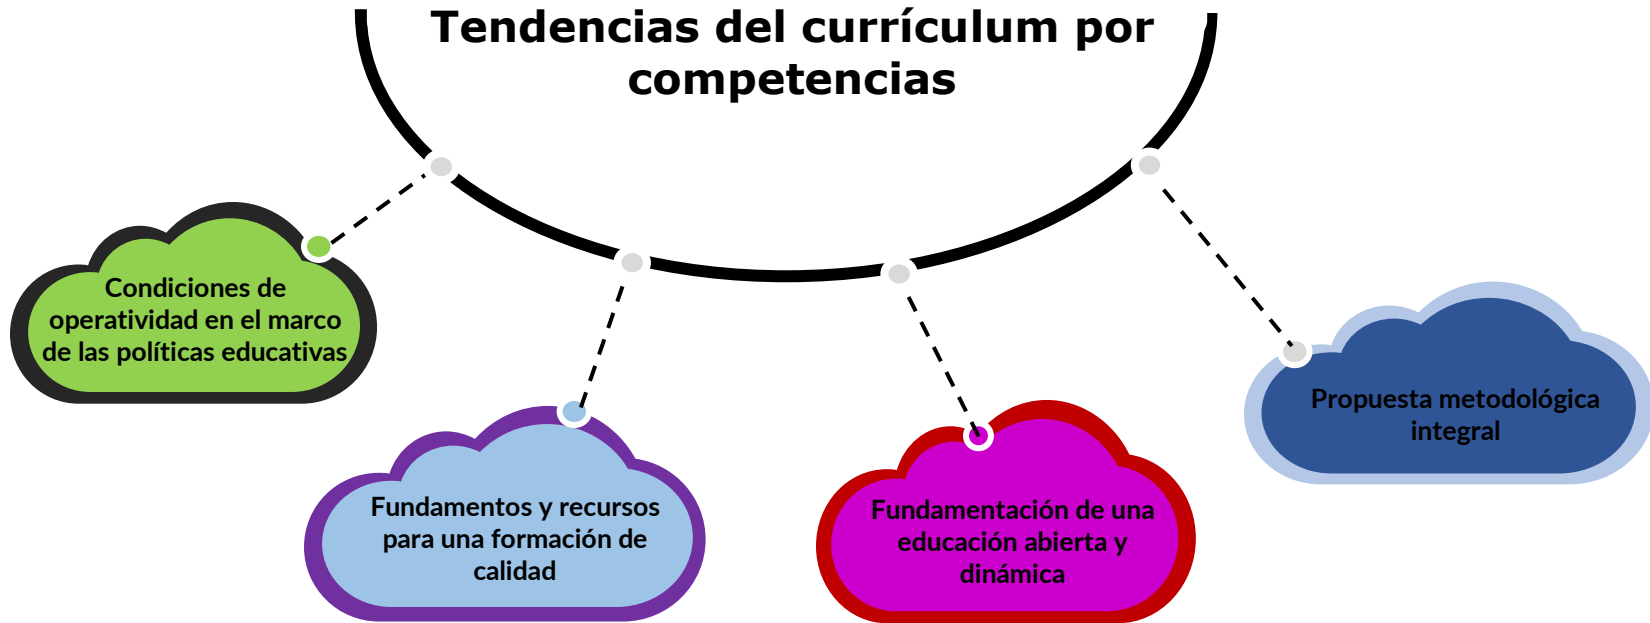 Tendencias del currículum por
competencias
Condiciones de
operatividad en el marco
de las políticas educativas
Fundamentos y recursos
para una formación de
calidad
Fundamentación de una
educación abierta y
dinámica
Propuesta metodológica
integral